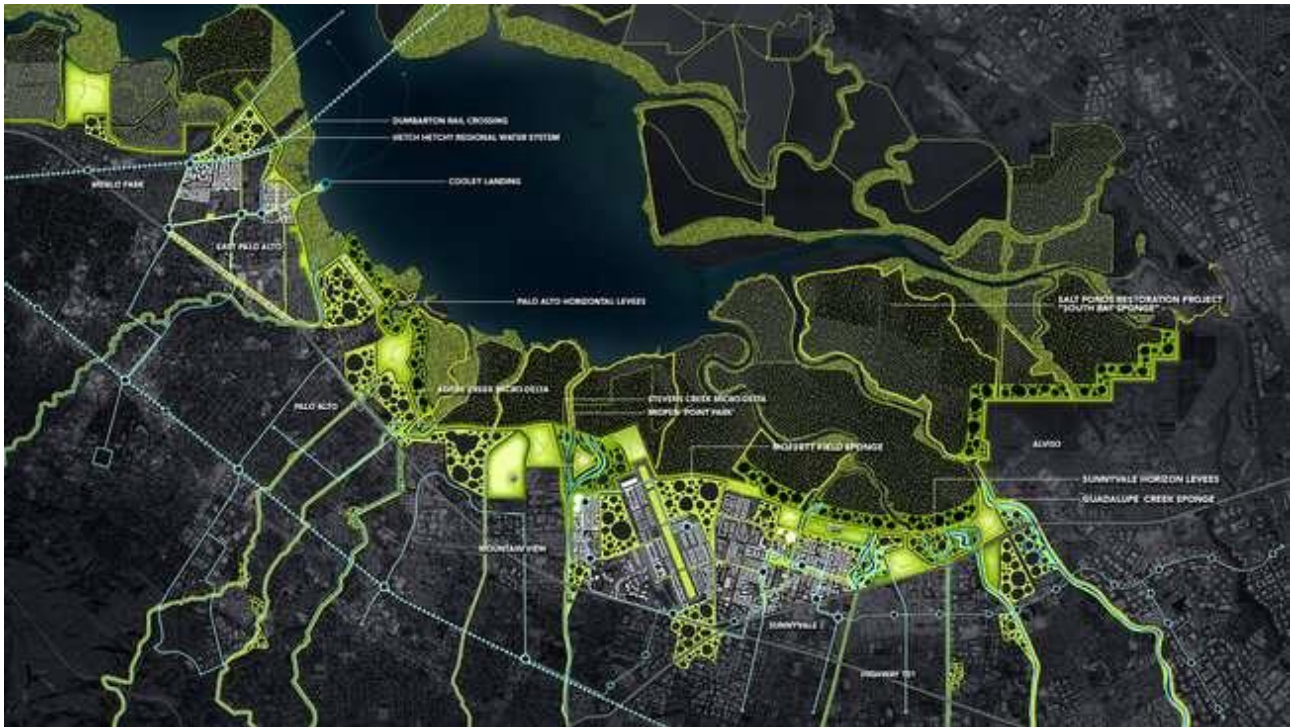 DUMBARTON RAIL CROSSING
HETCH HETCHY REGIONAL WATER SYSTEM
MENLO PARK
COOLEY LANDING
EAST PALO ALTO
PALO ALTO HORIZONTAL LEVEES
SALT PONDS RESTORATION PROJECT
"SOUTH BAY SPONGE"
ADOBE CREEK MICRO-DELTA
STEVENS CREEK MICRO-DELTA
'POINT PARK'
PALO ALTO
MOFFETT FIELD SPONGE
ALVISO
SUNNYVALE HORIZON LEVEES
GUADALUPE CREEK SPONGE
MOUNTAIN VIEW
SUNNYVALE
HIGHWAY 101